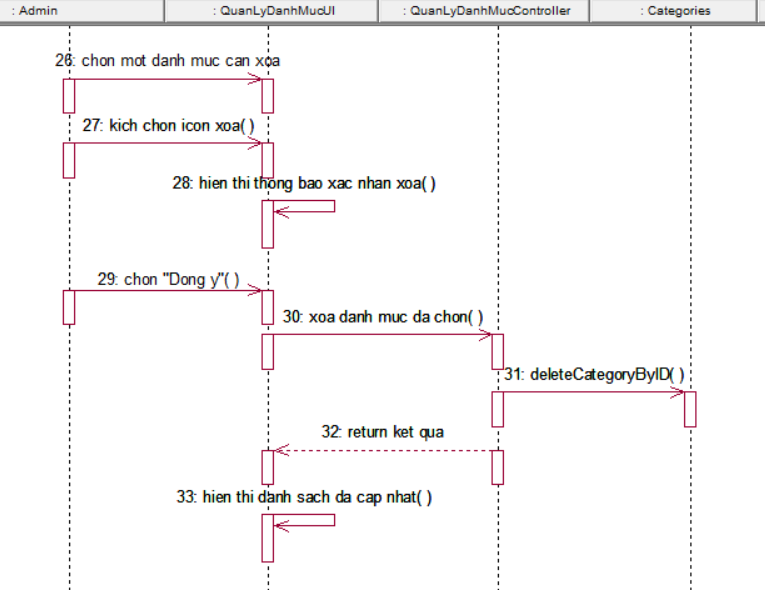 : Admin
: QuanLyDanhMucUI
: QuanLyDanhMucController
: Categories
26: chon mot danh muc can xoa
27: kich chon icon xoa( )
28: hien thi thong bao xac nhan xoa( )
29: chon "Dong y"( )
30: xoa danh muc da chon( )
31: deleteCategoryByID( )
32: return ket qua
33: hien thi danh sach da cap nhat( )